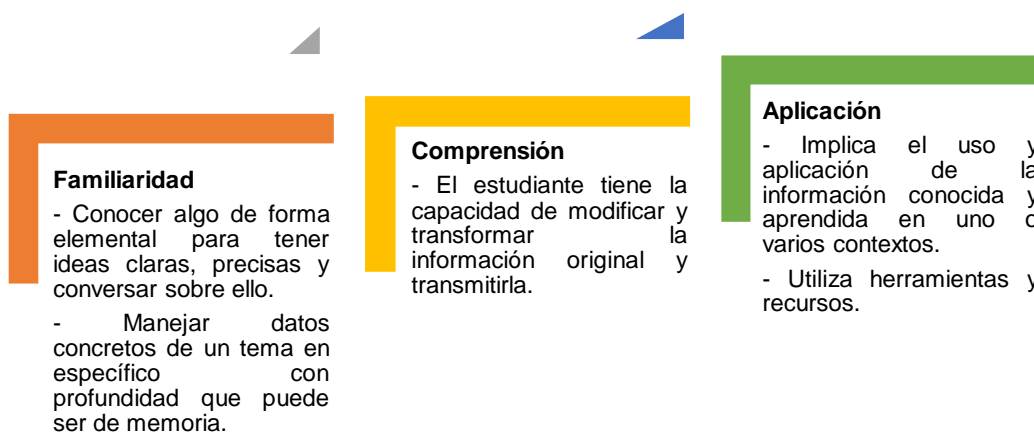 Familiaridad
- Conocer algo de forma
elemental para tener
ideas claras, precisas y
conversar sobre ello.
- Manejar datos
concretos de un tema en
específico con
profundidad que puede
ser de memoria.
Comprensión
- El estudiante tiene la
capacidad de modificar y
transformar la
información original y
transmitirla.
Aplicación
- Implica el uso y
aplicación de la
información conocida y
aprendida en uno o
varios contextos.
- Utiliza herramientas y
recursos.